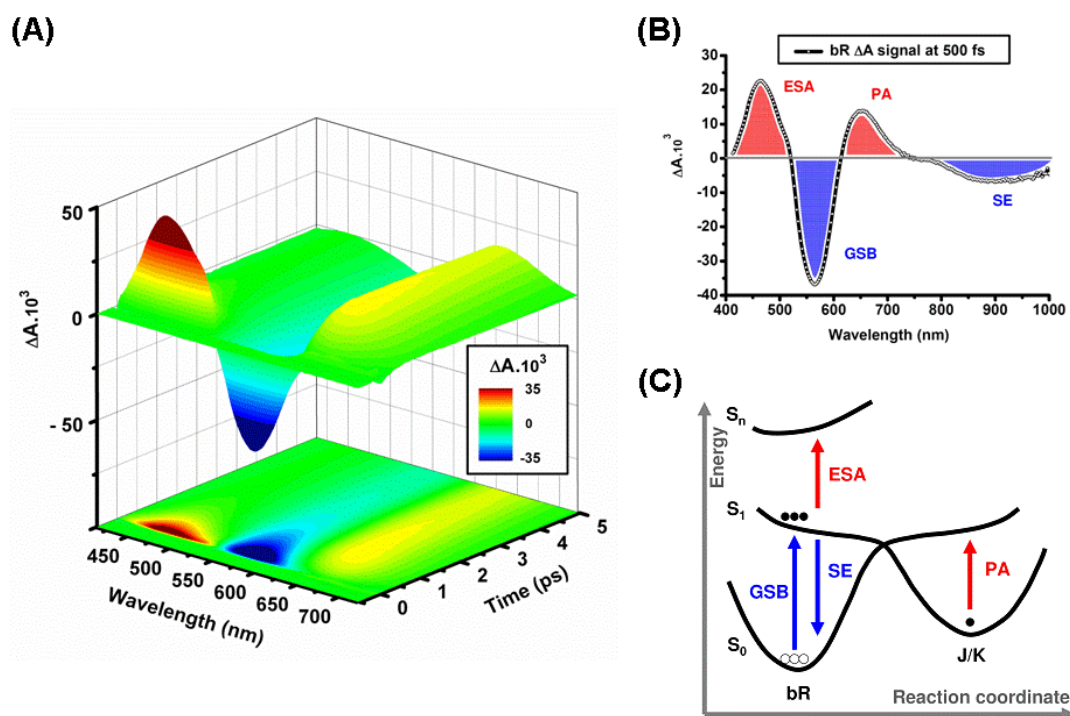 (A)
50
0
- 50
ΔA.10³
450
500
550
600
650
700
Wavelength (nm)
0
1
2
3
4
5
Time (ps)
ΔA.10³
35
0
-35
(B)
bR ΔA signal at 500 fs
30
20
10
0
-10
-20
-30
-40
ΔA.10³
ESA
PA
GSB
SE
400 500 600 700 800 900 1000
Wavelength (nm)
(C)
Energy
Sn
ESA
S1
GSB
SE
PA
S0
bR
J/K
Reaction coordinate